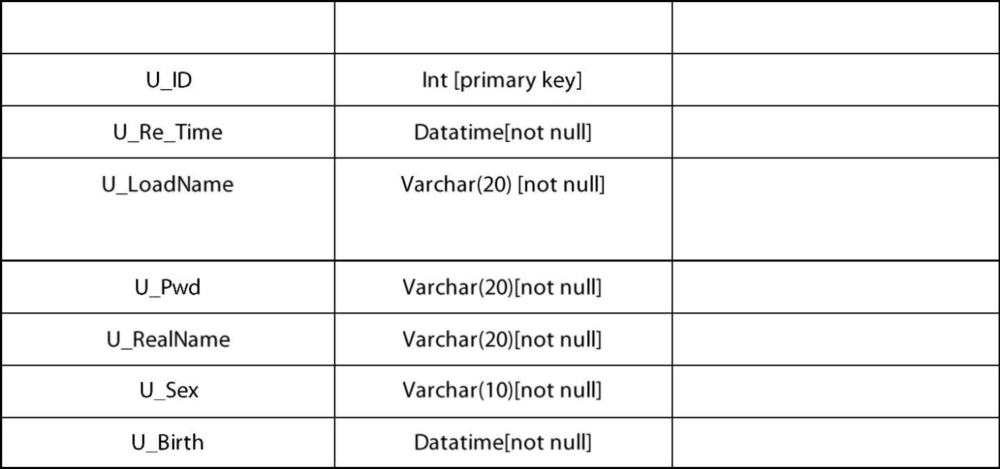 U_ID Int [primary key]
U_Re_Time Datatime[not null]
U_LoadName Varchar(20) [not null]
U_Pwd Varchar(20)[not null]
U_RealName Varchar(20)[not null]
U_Sex Varchar(10)[not null]
U_Birth Datatime[not null]